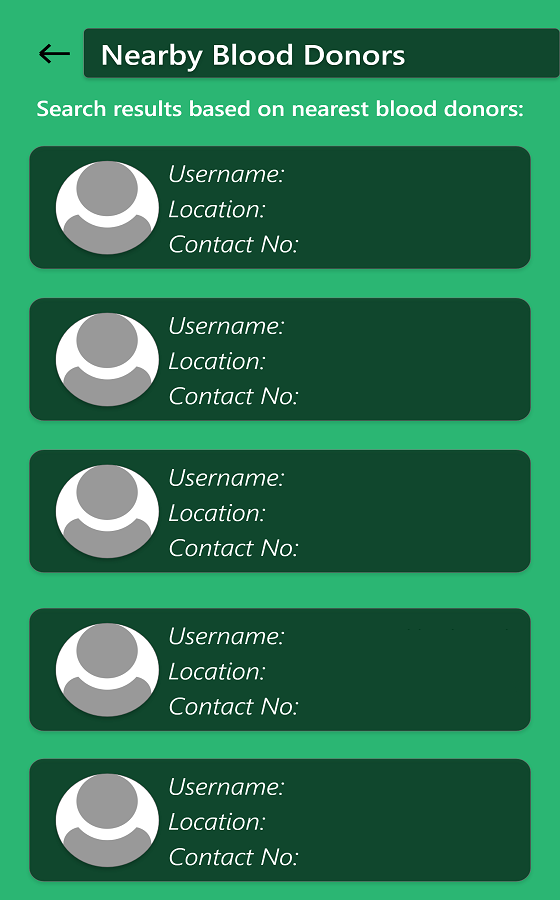 Nearby Blood Donors
Search results based on nearest blood donors:
Username:
Location:
Contact No:
Username:
Location:
Contact No:
Username:
Location:
Contact No:
Username:
Location:
Contact No:
Username:
Location:
Contact No: